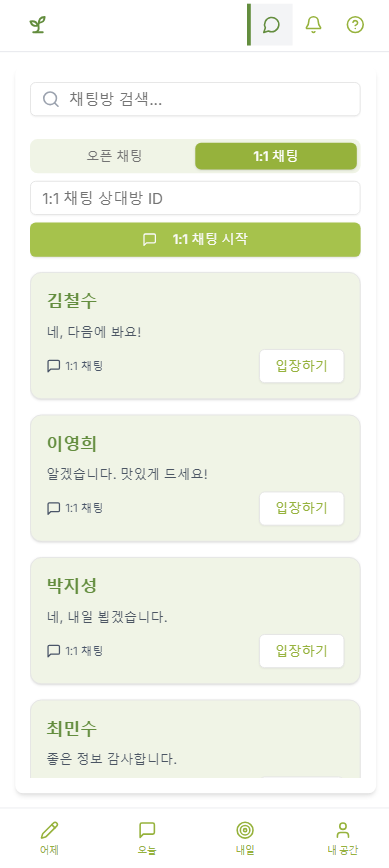 채팅방 검색...
오픈 채팅
1:1 채팅
1:1 채팅 상대방 ID
1:1 채팅 시작
김철수
네, 다음에 봐요!
1:1 채팅
입장하기
이영희
알겠습니다. 맛있게 드세요!
1:1 채팅
입장하기
박지성
네, 내일 뵙겠습니다.
1:1 채팅
입장하기
최민수
좋은 정보 감사합니다.
어제
오늘
내일
내 공간